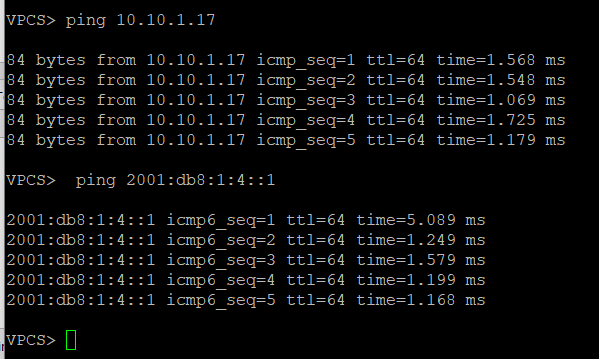 VPCS> ping 10.10.1.17
84 bytes from 10.10.1.17 icmp_seq=1 ttl=64 time=1.568 ms
84 bytes from 10.10.1.17 icmp_seq=2 ttl=64 time=1.548 ms
84 bytes from 10.10.1.17 icmp_seq=3 ttl=64 time=1.069 ms
84 bytes from 10.10.1.17 icmp_seq=4 ttl=64 time=1.725 ms
84 bytes from 10.10.1.17 icmp_seq=5 ttl=64 time=1.179 ms
VPCS>  ping 2001:db8:1:4::1
2001:db8:1:4::1 icmp6_seq=1 ttl=64 time=5.089 ms
2001:db8:1:4::1 icmp6_seq=2 ttl=64 time=1.249 ms
2001:db8:1:4::1 icmp6_seq=3 ttl=64 time=1.579 ms
2001:db8:1:4::1 icmp6_seq=4 ttl=64 time=1.199 ms
2001:db8:1:4::1 icmp6_seq=5 ttl=64 time=1.168 ms
VPCS>